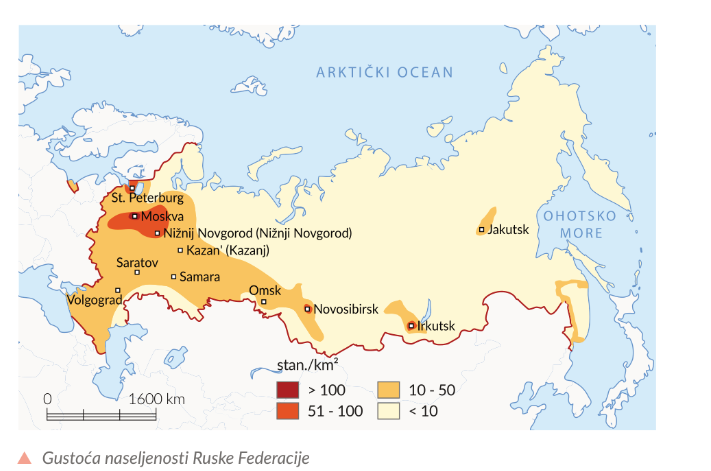 ARKTIČKI OCEAN
St. Peterburg
Moskva
Nižnij Novgorod (Nižnji Novgorod)
Kazan' (Kazanj)
Saratov
Samara
Volgograd
Omsk
Novosibirsk
Irkutsk
Jakutsk
OHOTSKO
MORE
stan./km²
> 100
10 - 50
51 - 100
< 10
0 1600 km
Gustoća naseljenosti Ruske Federacije